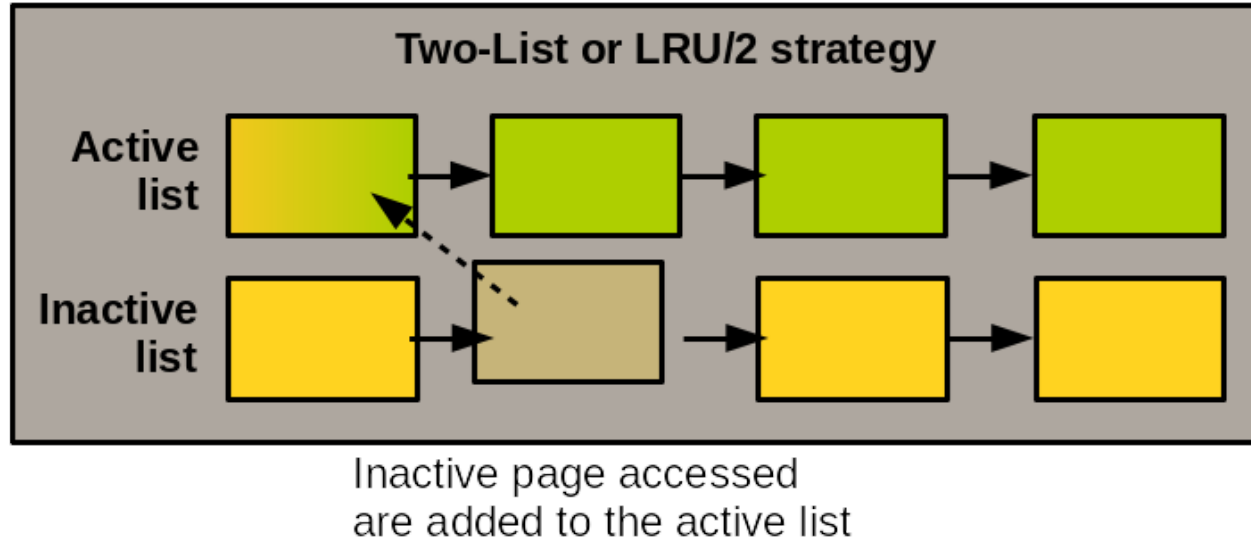 Two-List or LRU/2 strategy
Active
list
Inactive
list
Inactive page accessed
are added to the active list